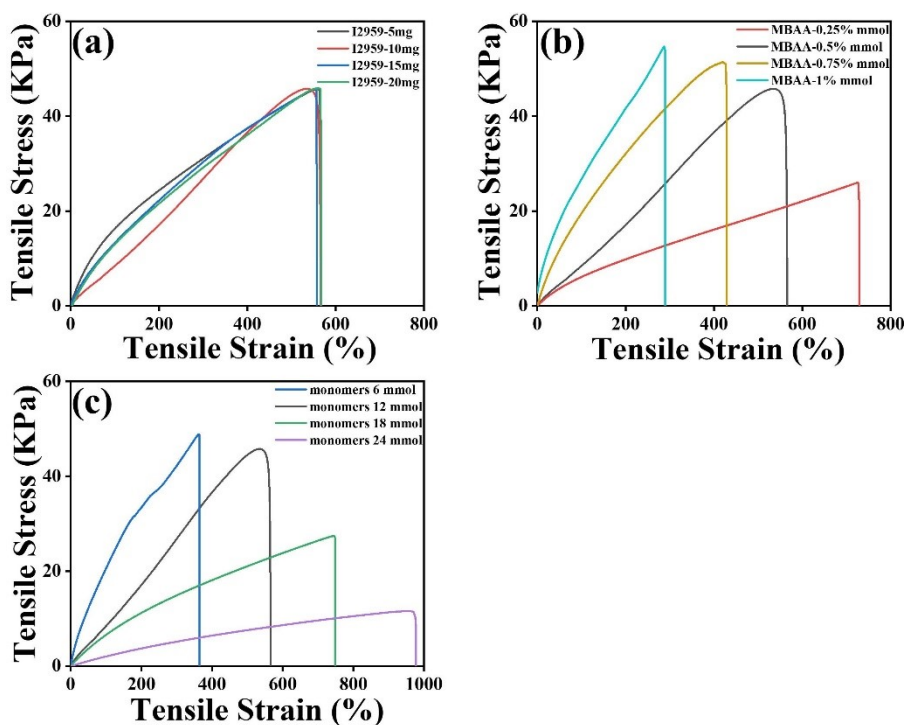 (a)
I2959-5mg
I2959-10mg
I2959-15mg
I2959-20mg
60
40
20
0
0 200 400 600 800
Tensile Stress (KPa)
Tensile Strain (%)
(b)
MBAA-0.25% mmol
MBAA-0.5% mmol
MBAA-0.75% mmol
MBAA-1% mmol
60
40
20
0
0 200 400 600 800
Tensile Stress (KPa)
Tensile Strain (%)
(c)
monomers 6 mmol
monomers 12 mmol
monomers 18 mmol
monomers 24 mmol
60
40
20
0
0 200 400 600 800 1000
Tensile Stress (KPa)
Tensile Strain (%)